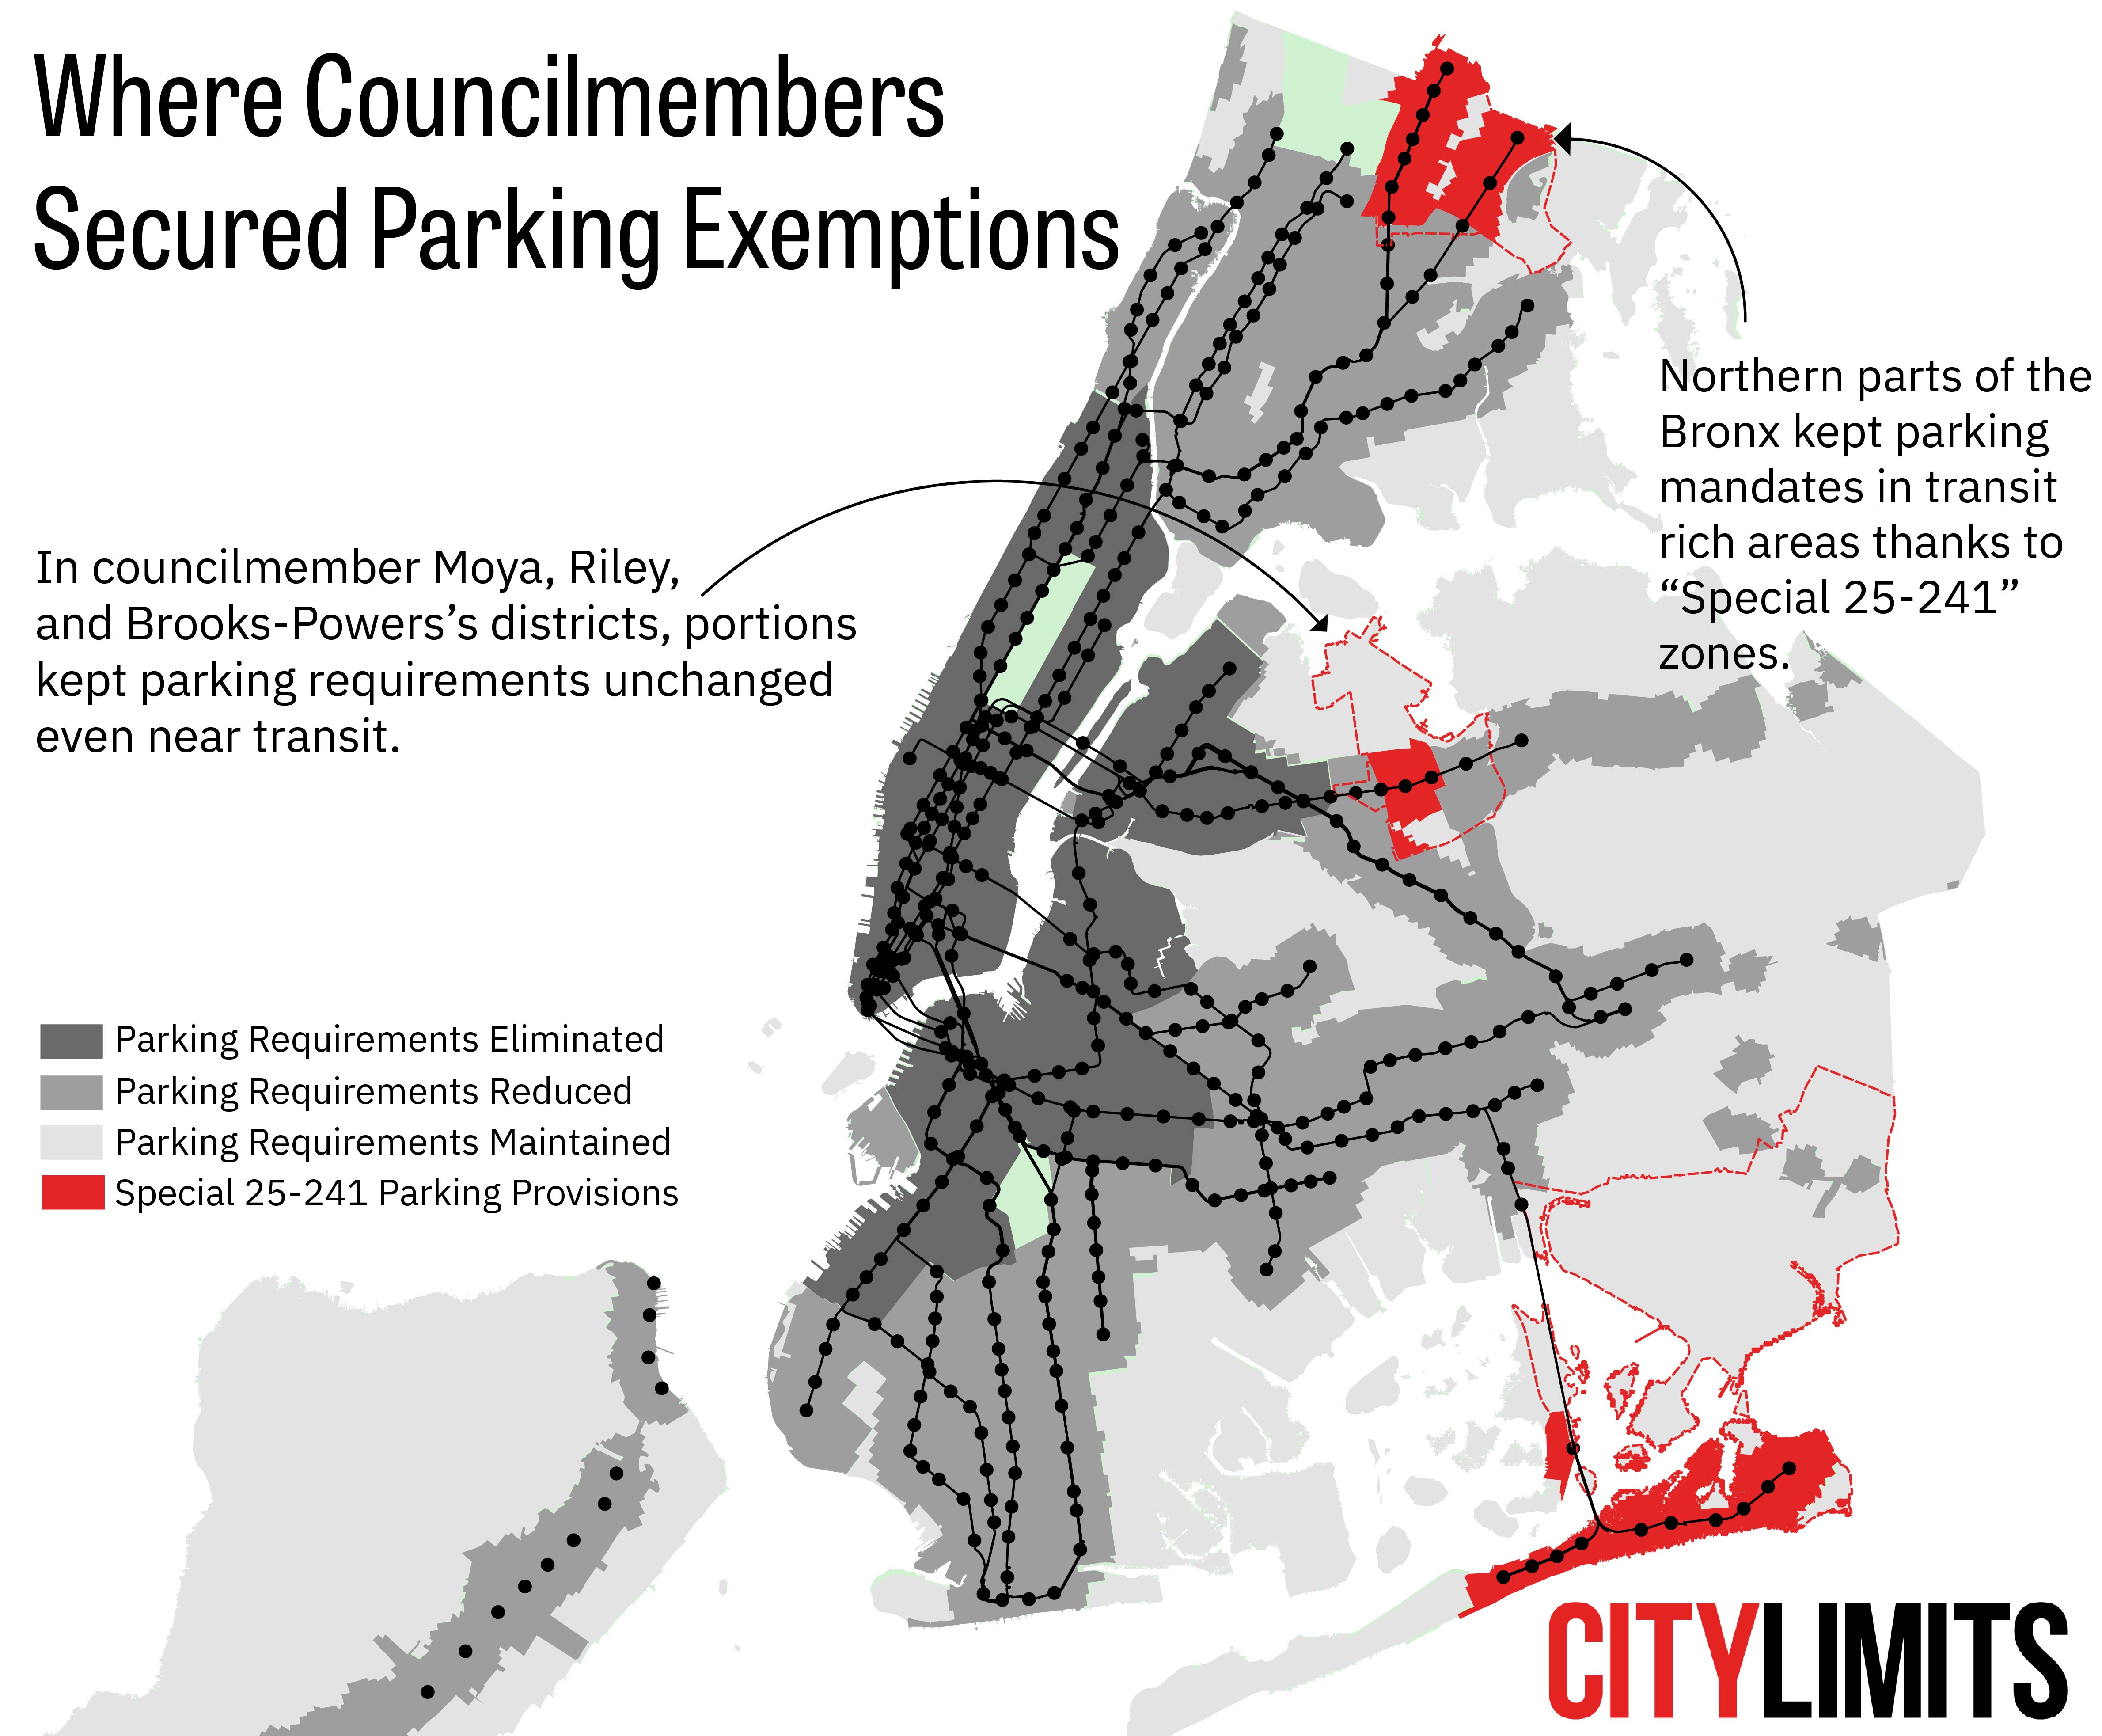 Where Councilmembers
Secured Parking Exemptions
Northern parts of the
Bronx kept parking
mandates in transit
rich areas thanks to
“Special 25-241”
zones.
In councilmember Moya, Riley,
and Brooks-Powers’s districts, portions
kept parking requirements unchanged
even near transit.
Parking Requirements Eliminated
Parking Requirements Reduced
Parking Requirements Maintained
Special 25-241 Parking Provisions
CITYLIMITS